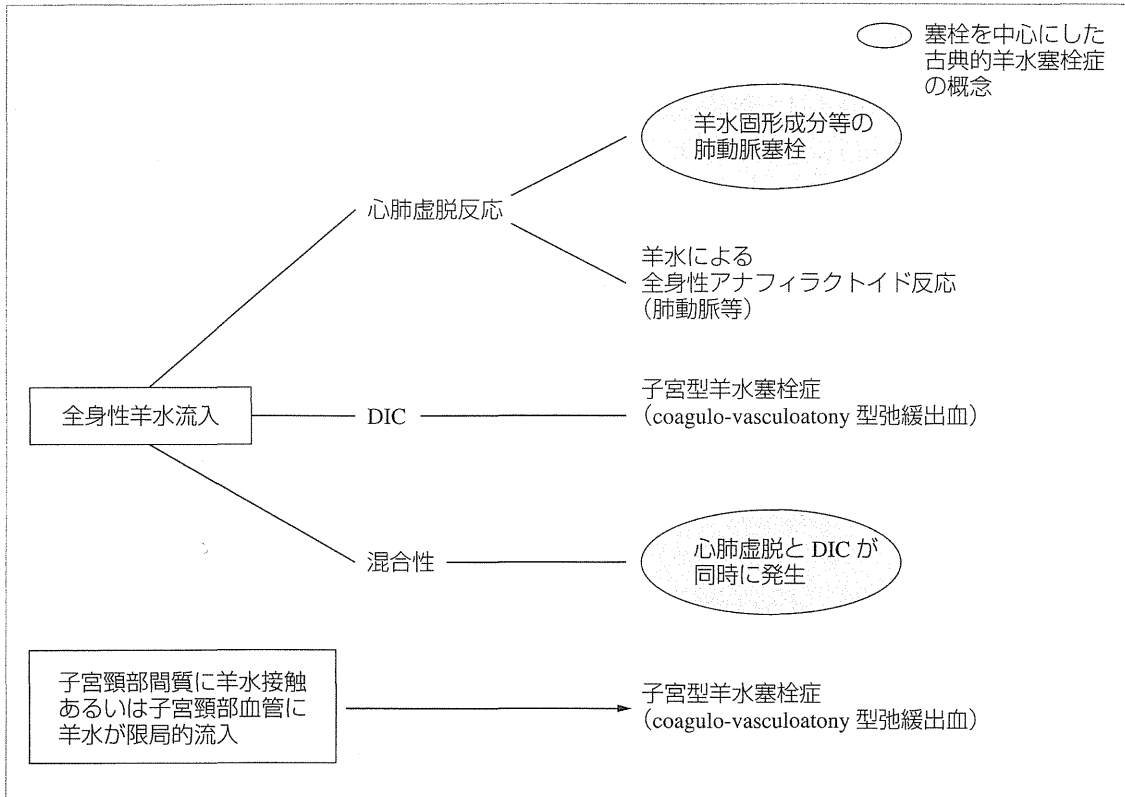 塞栓を中心にした
古典的羊水塞栓症
の概念
羊水固形成分等の
肺動脈塞栓
心肺虚脱反応
羊水による
全身性アナフィラクトイド反応
（肺動脈等）
全身性羊水流入
DIC
子宮型羊水塞栓症
（coagulo-vasculoatony 型弛緩出血）
混合性
心肺虚脱と DIC が
同時に発生
子宮頸部間質に羊水接触
あるいは子宮頸部血管に
羊水が限局的流入
子宮型羊水塞栓症
（coagulo-vasculoatony 型弛緩出血）